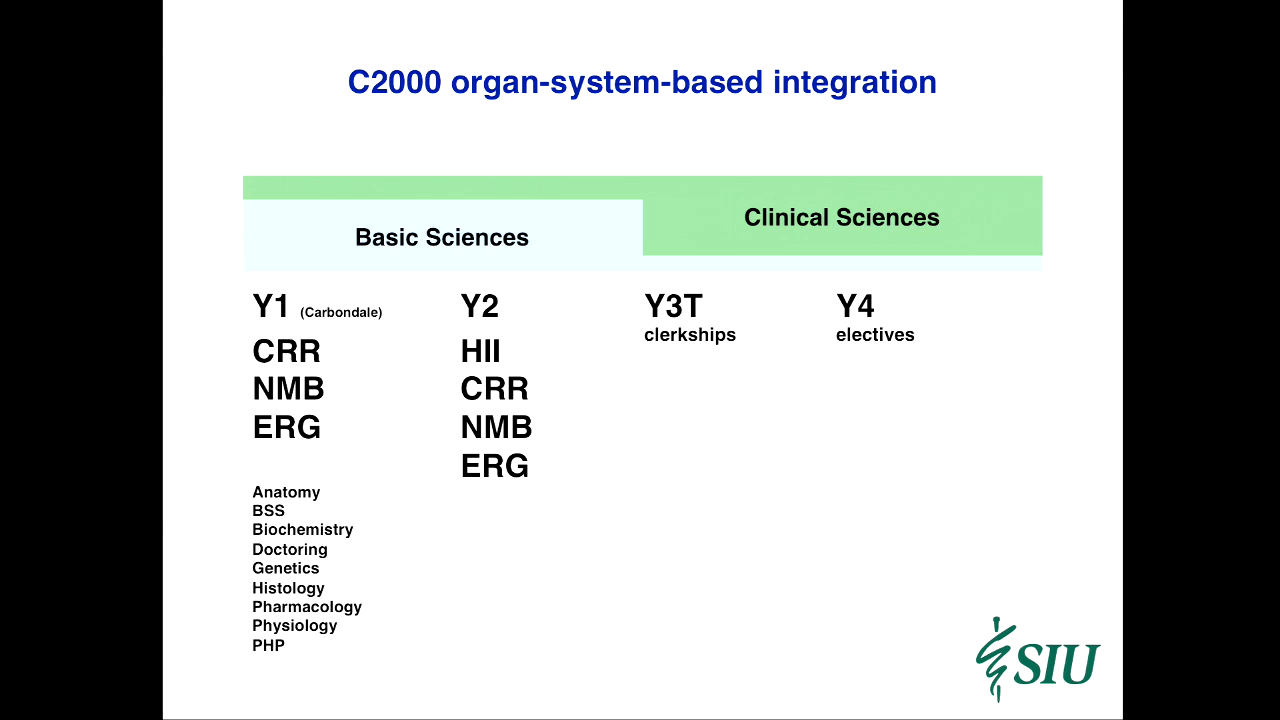 C2000 organ-system-based integration
Basic Sciences
Clinical Sciences
Y1 (Carbondale)
CRR
NMB
ERG
Anatomy
BSS
Biochemistry
Doctoring
Genetics
Histology
Pharmacology
Physiology
PHP
Y2
HII
CRR
NMB
ERG
Y3T
clerkships
Y4
electives
SIU